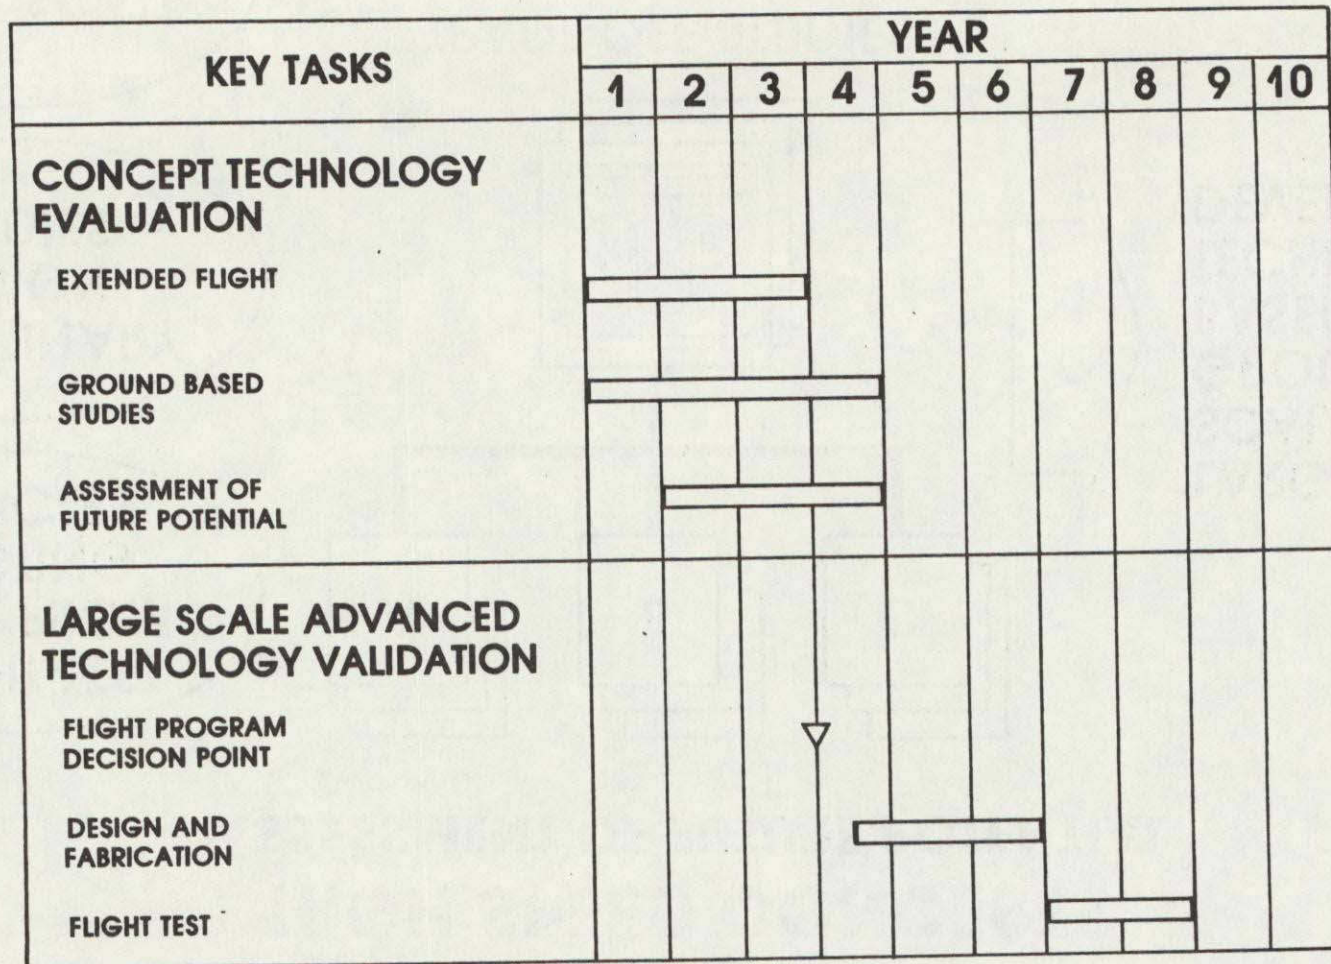 KEY TASKS
YEAR
1 2 3 4 5 6 7 8 9 10
CONCEPT TECHNOLOGY
EVALUATION
EXTENDED FLIGHT
GROUND BASED
STUDIES
ASSESSMENT OF
FUTURE POTENTIAL
LARGE SCALE ADVANCED
TECHNOLOGY VALIDATION
FLIGHT PROGRAM
DECISION POINT
DESIGN AND
FABRICATION
FLIGHT TEST